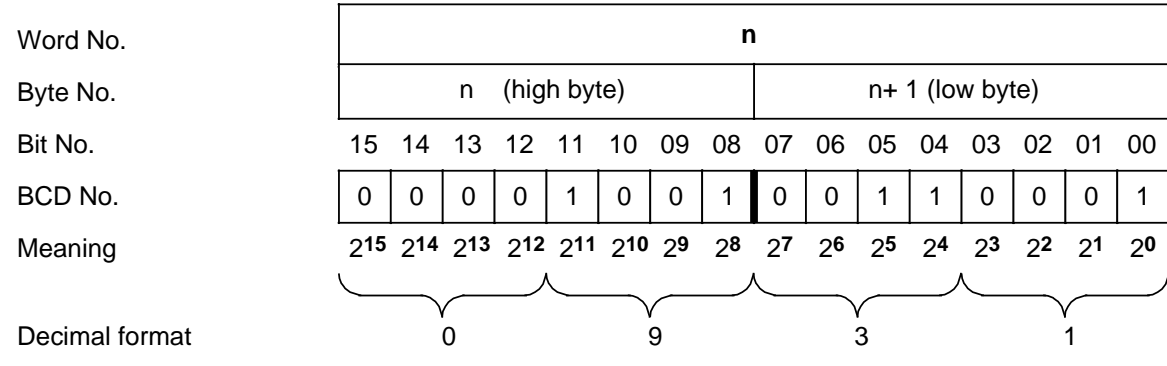 Word No. n
Byte No. n (high byte) n+ 1 (low byte)
Bit No. 15 14 13 12 11 10 09 08 07 06 05 04 03 02 01 00
BCD No. 0 0 0 0 1 0 0 1 0 0 1 1 0 0 0 1
Meaning 2¹⁵ 2¹⁴ 2¹³ 2¹² 2¹¹ 2¹⁰ 2⁹ 2⁸ 2⁷ 2⁶ 2⁵ 2⁴ 2³ 2² 2¹ 2⁰
Decimal format 0 9 3 1